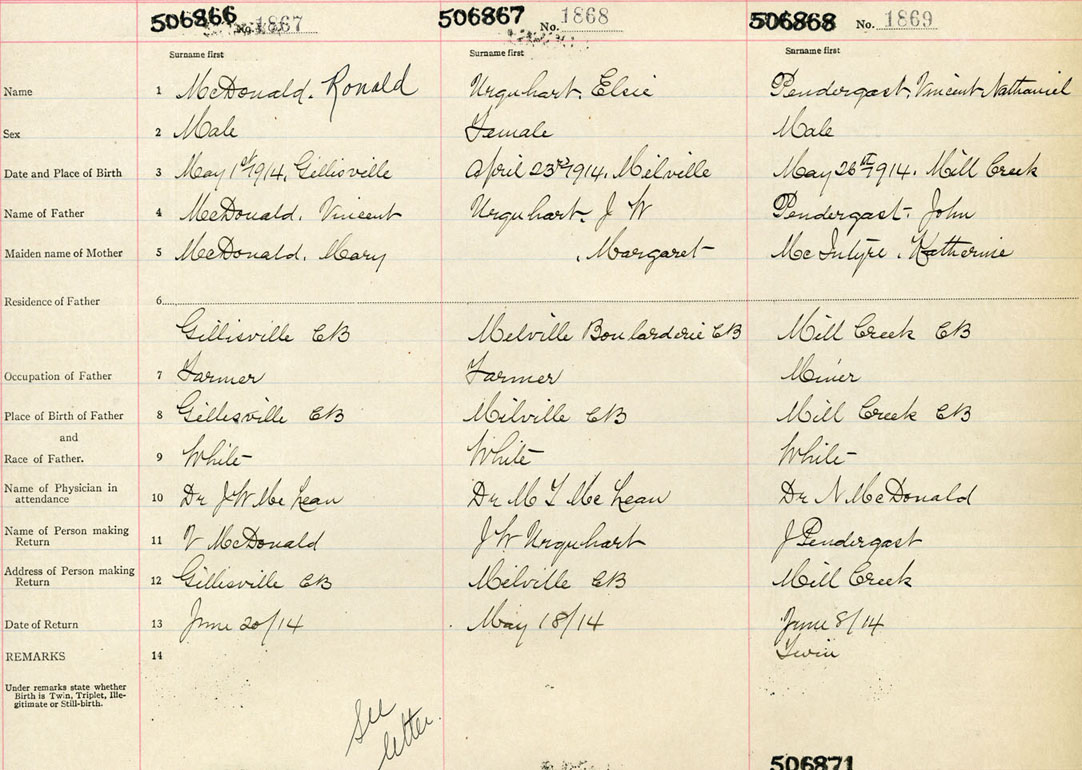 506866 No. 1867 506867 No. 1868 506868 No. 1869
Surname first Surname first Surname first
Name 1 McDonald. Ronald Urquhart. Elsie Pendergast. Vincent Nathaniel
Sex 2 Male Female Male
Date and Place of Birth 3 May 1st 1914. Gillisville April 23rd 1914. Milville May 26th 1914. Mill Creek
Name of Father 4 McDonald. Vincent Urquhart. J W Pendergast. John
Maiden name of Mother 5 McDonald. Mary . Margaret McIntyre. Katherine
Residence of Father 6
Gillisville CB Melville Boularderie CB Mill Creek CB
Occupation of Father 7 Farmer Farmer Miner
Place of Birth of Father 8 Gillesville CB Milville CB Mill Creek CB
and
Race of Father. 9 White White White
Name of Physician in
attendance 10 Dr J W McLean Dr M T McLean Dr N McDonald
Name of Person making
Return 11 V McDonald J W Urquhart J Pendergast
Address of Person making
Return 12 Gillisville CB Milville CB Mill Creek
Date of Return 13 June 20/14 May 18/14 June 8/14
REMARKS 14 Twin
Under remarks state whether
Birth is Twin, Triplet, Ille-
gitimate or Still-birth.
See
letter.
506871